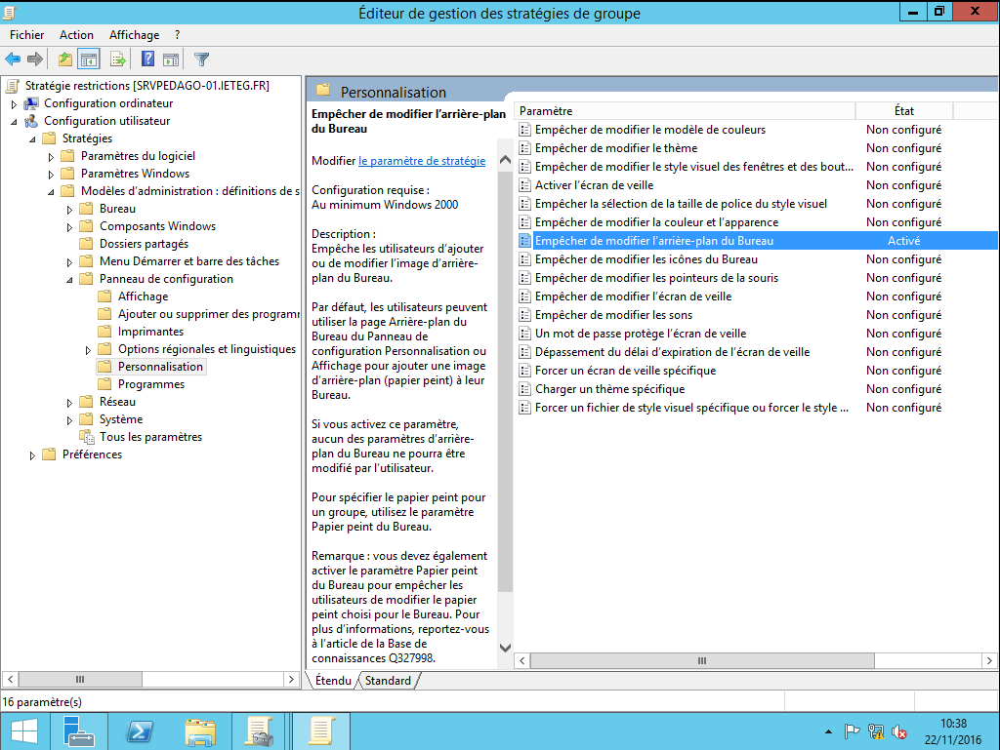 Éditeur de gestion des stratégies de groupe
Fichier Action Affichage ?
Stratégie restrictions [SRVPEDAGO-01.IETEG.FR]
Configuration ordinateur
Configuration utilisateur
Stratégies
Paramètres du logiciel
Paramètres Windows
Modèles d'administration : définitions de s
Bureau
Composants Windows
Dossiers partagés
Menu Démarrer et barre des tâches
Panneau de configuration
Affichage
Ajouter ou supprimer des programm
Imprimantes
Options régionales et linguistiques
Personnalisation
Programmes
Réseau
Système
Tous les paramètres
Préférences
Personnalisation
Empêcher de modifier l'arrière-plan
du Bureau
Modifier le paramètre de stratégie
Configuration requise :
Au minimum Windows 2000
Description :
Empêche les utilisateurs d'ajouter
ou de modifier l'image d'arrière-
plan du Bureau.
Par défaut, les utilisateurs peuvent
utiliser la page Arrière-plan du
Bureau du Panneau de
configuration Personnalisation ou
Affichage pour ajouter une image
d'arrière-plan (papier peint) à leur
Bureau.
Si vous activez ce paramètre,
aucun des paramètres d'arrière-
plan du Bureau ne pourra être
modifié par l'utilisateur.
Pour spécifier le papier peint pour
un groupe, utilisez le paramètre
Papier peint du Bureau.
Remarque : vous devez également
activer le paramètre Papier peint
du Bureau pour empêcher les
utilisateurs de modifier le papier
peint choisi pour le Bureau. Pour
plus d'informations, reportez-vous
à l'article de la Base de
connaissances Q327998.
Paramètre État
Empêcher de modifier le modèle de couleurs Non configuré
Empêcher de modifier le thème Non configuré
Empêcher de modifier le style visuel des fenêtres et des bout... Non configuré
Activer l'écran de veille Non configuré
Empêcher la sélection de la taille de police du style visuel Non configuré
Empêcher de modifier la couleur et l'apparence Non configuré
Empêcher de modifier l'arrière-plan du Bureau Activé
Empêcher de modifier les icônes du Bureau Non configuré
Empêcher de modifier les pointeurs de la souris Non configuré
Empêcher de modifier l'écran de veille Non configuré
Empêcher de modifier les sons Non configuré
Un mot de passe protège l'écran de veille Non configuré
Dépassement du délai d'expiration de l'écran de veille Non configuré
Forcer un écran de veille spécifique Non configuré
Charger un thème spécifique Non configuré
Forcer un fichier de style visuel spécifique ou forcer le style ... Non configuré
Étendu Standard
16 paramètre(s)
10:38
22/11/2016